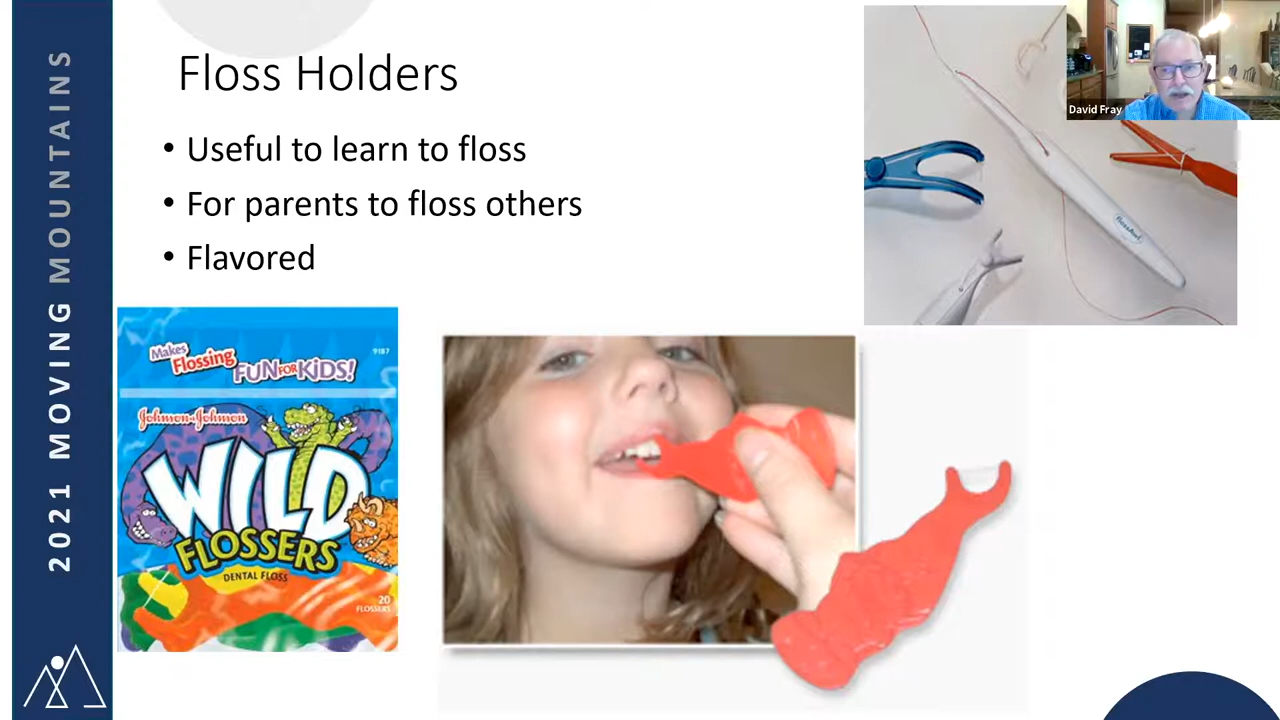 2021 MOVING MOUNTAINS
Floss Holders
• Useful to learn to floss
• For parents to floss others
• Flavored
David Fray
Makes
Flossing
FUN FOR KIDS!
9187
Johnson & Johnson
WILD
FLOSSERS
DENTAL FLOSS
20
FLOSSERS